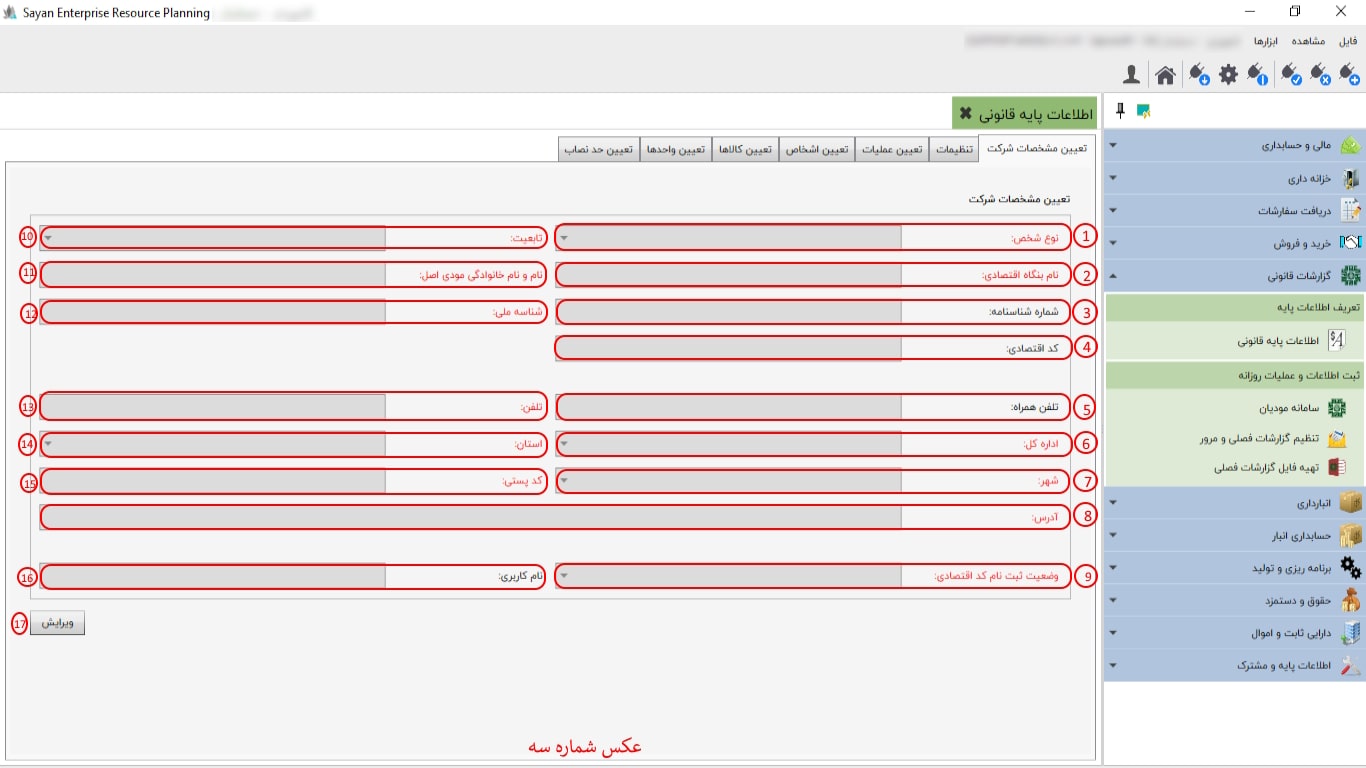 Sayan Enterprise Resource Planning
فایل مشاهده ابزارها
اطلاعات پایه قانونی
تعیین مشخصات شرکت تنظیمات تعیین عملیات تعیین اشخاص تعیین کالاها تعیین واحدها تعیین حد نصاب
تعیین مشخصات شرکت
1 نوع شخص:
تابعیت: 10
2 نام بنگاه اقتصادی:
نام و نام خانوادگی مودی اصل: 11
3 شماره شناسنامه:
شناسه ملی: 12
4 کد اقتصادی:
5 تلفن همراه:
تلفن: 13
6 اداره کل:
استان: 14
7 شهر:
کد پستی: 15
8 آدرس:
9 وضعیت ثبت نام کد اقتصادی:
نام کاربری: 16
ویرایش 17
عکس شماره سه
مالی و حسابداری
خزانه داری
دریافت سفارشات
خرید و فروش
گزارشات قانونی
تعریف اطلاعات پایه
اطلاعات پایه قانونی
ثبت اطلاعات و عملیات روزانه
سامانه مودیان
تنظیم گزارشات فصلی و مرور
تهیه فایل گزارشات فصلی
انبارداری
حسابداری انبار
برنامه ریزی و تولید
حقوق و دستمزد
دارایی ثابت و اموال
اطلاعات پایه و مشترک